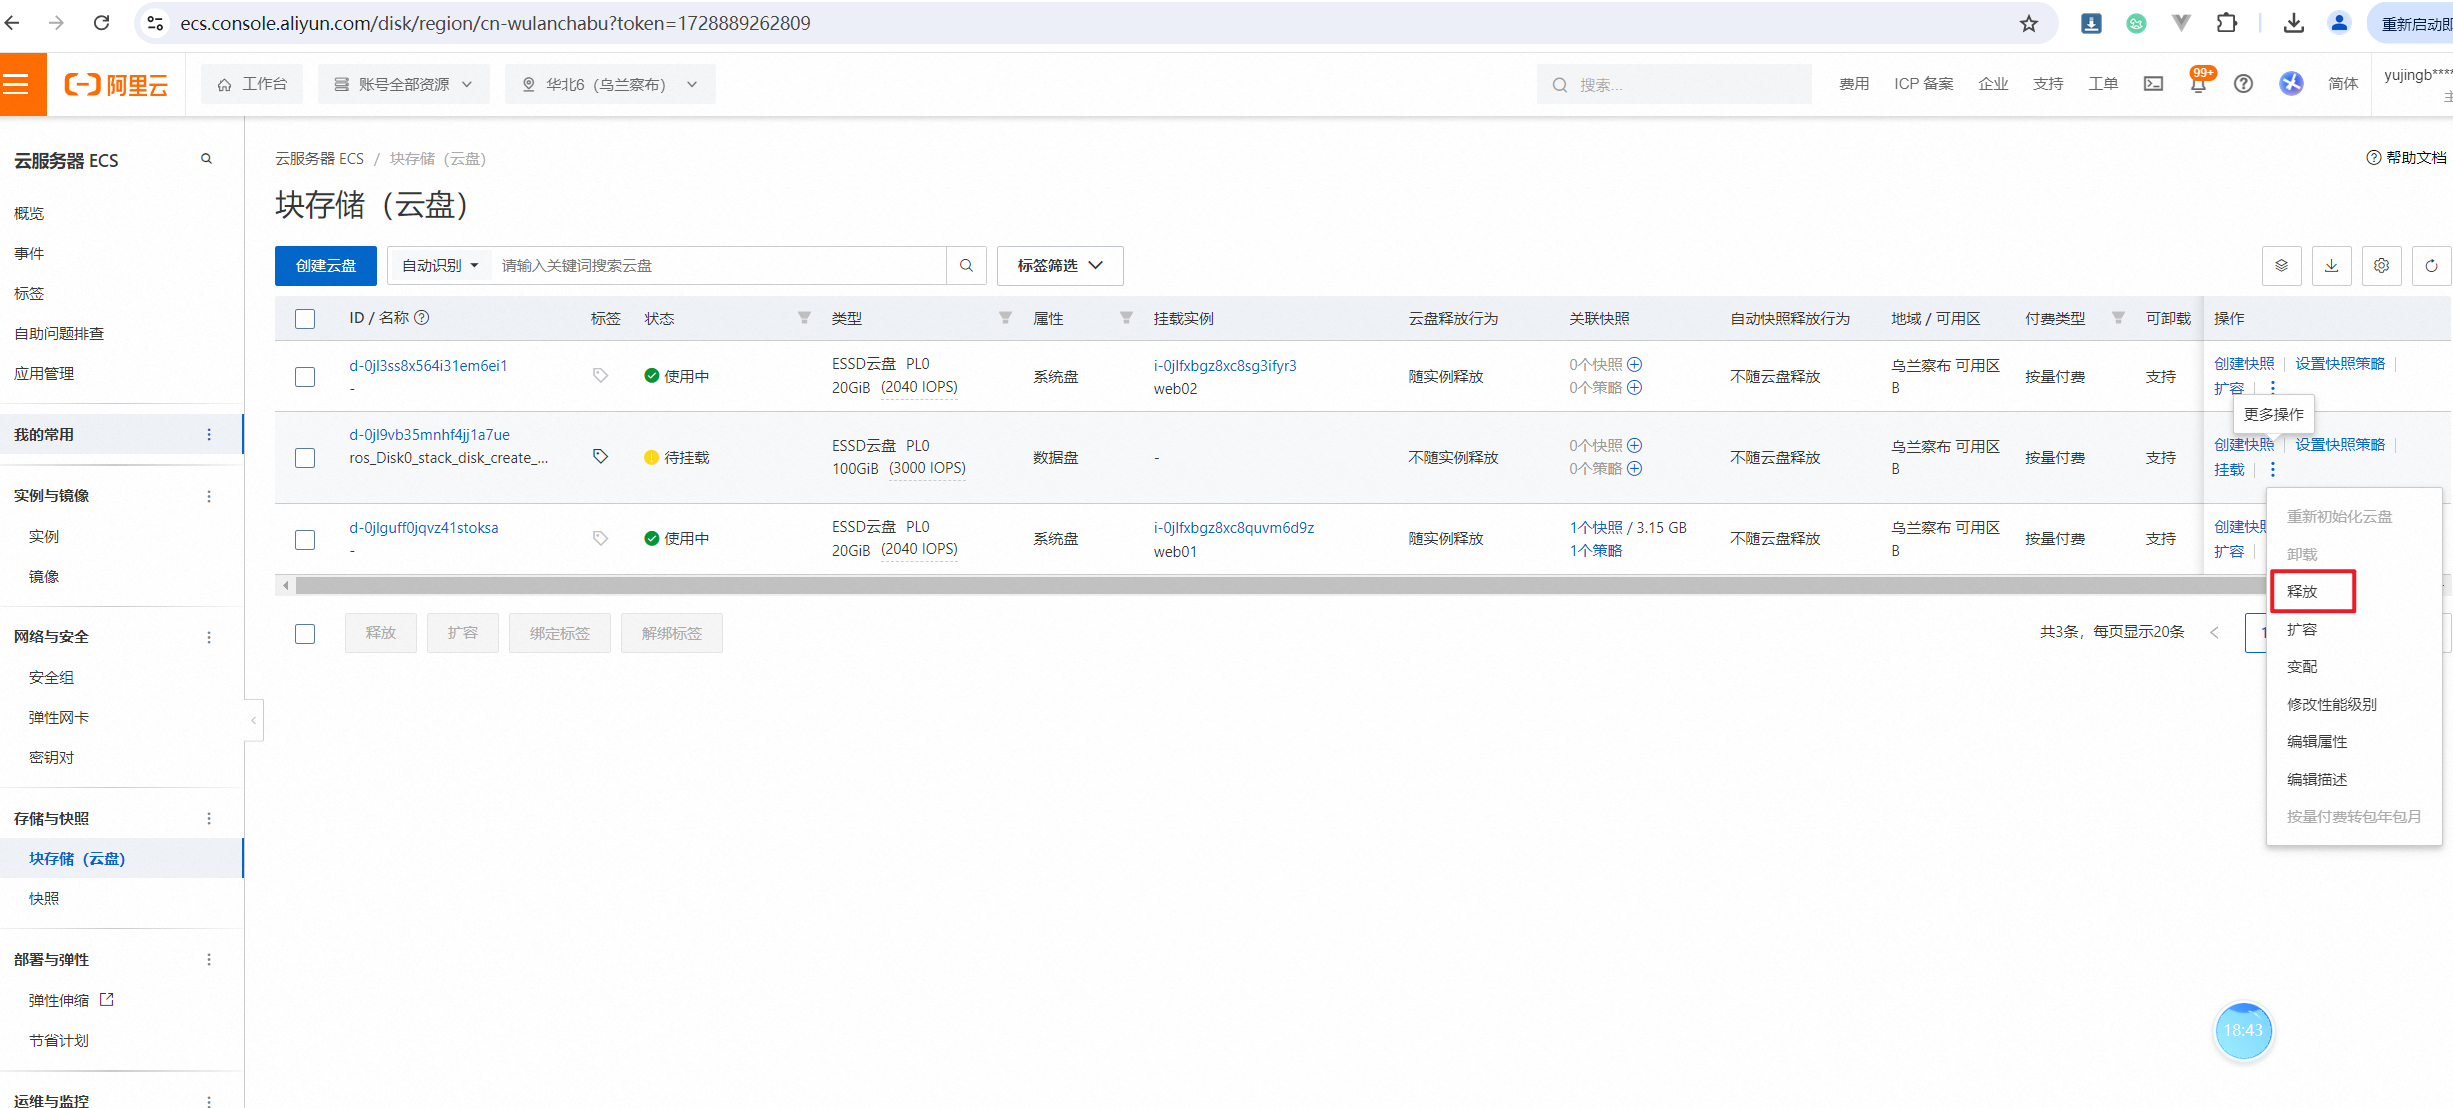 ecs.console.aliyun.com/disk/region/cn-wulanchabu?token=1728889262809
重新启动即
阿里云
工作台
账号全部资源
华北6（乌兰察布）
搜索...
费用
ICP 备案
企业
支持
工单
99+
简体
yujingb****
云服务器 ECS
概览
事件
标签
自助问题排查
应用管理
我的常用
实例与镜像
实例
镜像
网络与安全
安全组
弹性网卡
密钥对
存储与快照
块存储（云盘）
快照
部署与弹性
弹性伸缩
节省计划
运维与监控
云服务器 ECS / 块存储（云盘）
帮助文档
块存储（云盘）
创建云盘
自动识别
请输入关键词搜索云盘
标签筛选
ID / 名称 标签 状态 类型 属性 挂载实例 云盘释放行为 关联快照 自动快照释放行为 地域 / 可用区 付费类型 可卸载 操作
d-0jl3ss8x564i31em6ei1
-
使用中
ESSD云盘 PL0
20GiB (2040 IOPS)
系统盘
i-0jlfxbgz8xc8sg3ifyr3
web02
随实例释放
0个快照
0个策略
不随云盘释放
乌兰察布 可用区
B
按量付费
支持
创建快照 设置快照策略
扩容
更多操作
d-0jl9vb35mnhf4jj1a7ue
ros_Disk0_stack_disk_create_...
待挂载
ESSD云盘 PL0
100GiB (3000 IOPS)
数据盘
-
不随实例释放
0个快照
0个策略
不随云盘释放
乌兰察布 可用区
B
按量付费
支持
创建快照 设置快照策略
挂载
d-0jlguff0jqvz41stoksa
-
使用中
ESSD云盘 PL0
20GiB (2040 IOPS)
系统盘
i-0jlfxbgz8xc8quvm6d9z
web01
随实例释放
1个快照 / 3.15 GB
1个策略
不随云盘释放
乌兰察布 可用区
B
按量付费
支持
创建快照
扩容
重新初始化云盘
卸载
释放
扩容
变配
修改性能级别
编辑属性
编辑描述
按量付费转包年包月
释放
扩容
绑定标签
解绑标签
共3条，每页显示20条
1
18:43